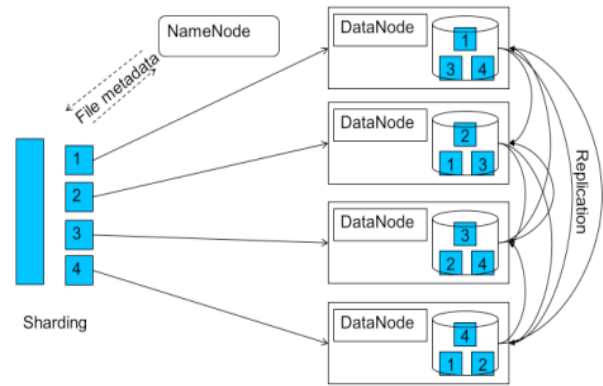 NameNode
File metadata
1
2
3
4
Sharding
DataNode
1
3 4
DataNode
2
1 3
DataNode
3
2 4
DataNode
4
1 2
Replication